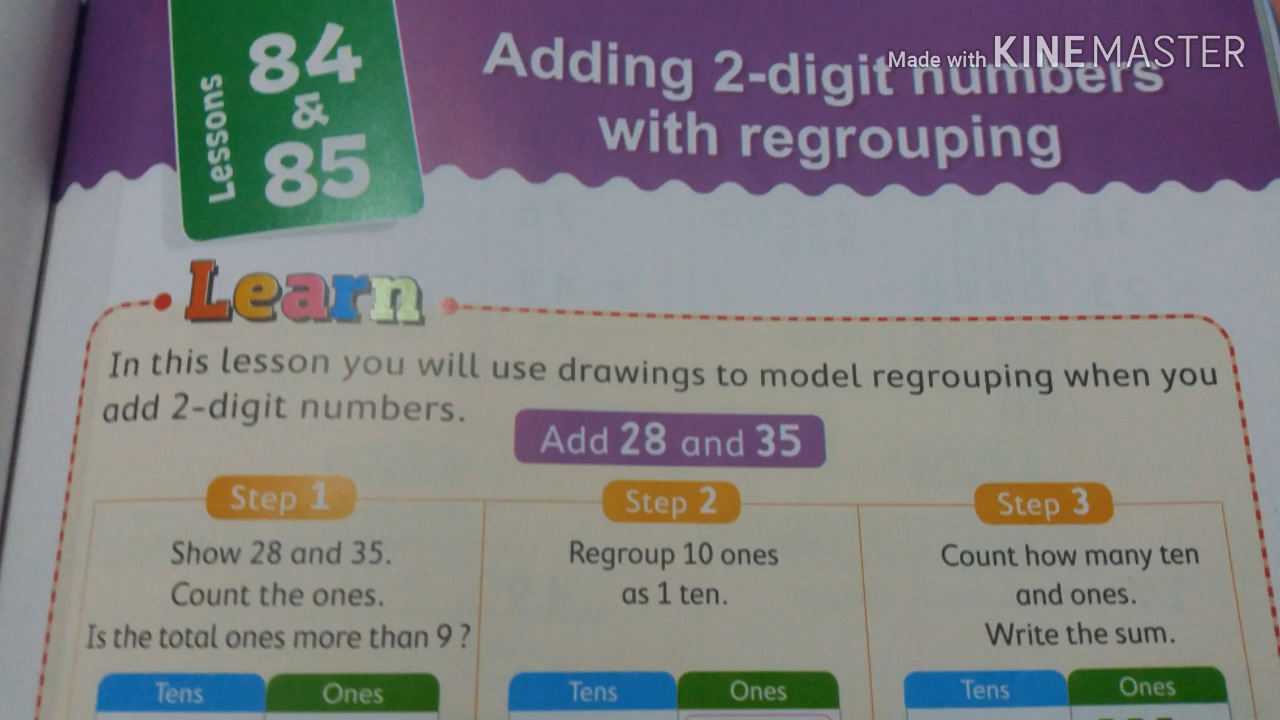 Lessons
84
&
85
Made with KINEMASTER
Adding 2-digit numbers
with regrouping
Learn
In this lesson you will use drawings to model regrouping when you
add 2-digit numbers.
Add 28 and 35
Step 1
Show 28 and 35.
Count the ones.
Is the total ones more than 9 ?
Tens Ones
Step 2
Regroup 10 ones
as 1 ten.
Tens Ones
Step 3
Count how many ten
and ones.
Write the sum.
Tens Ones